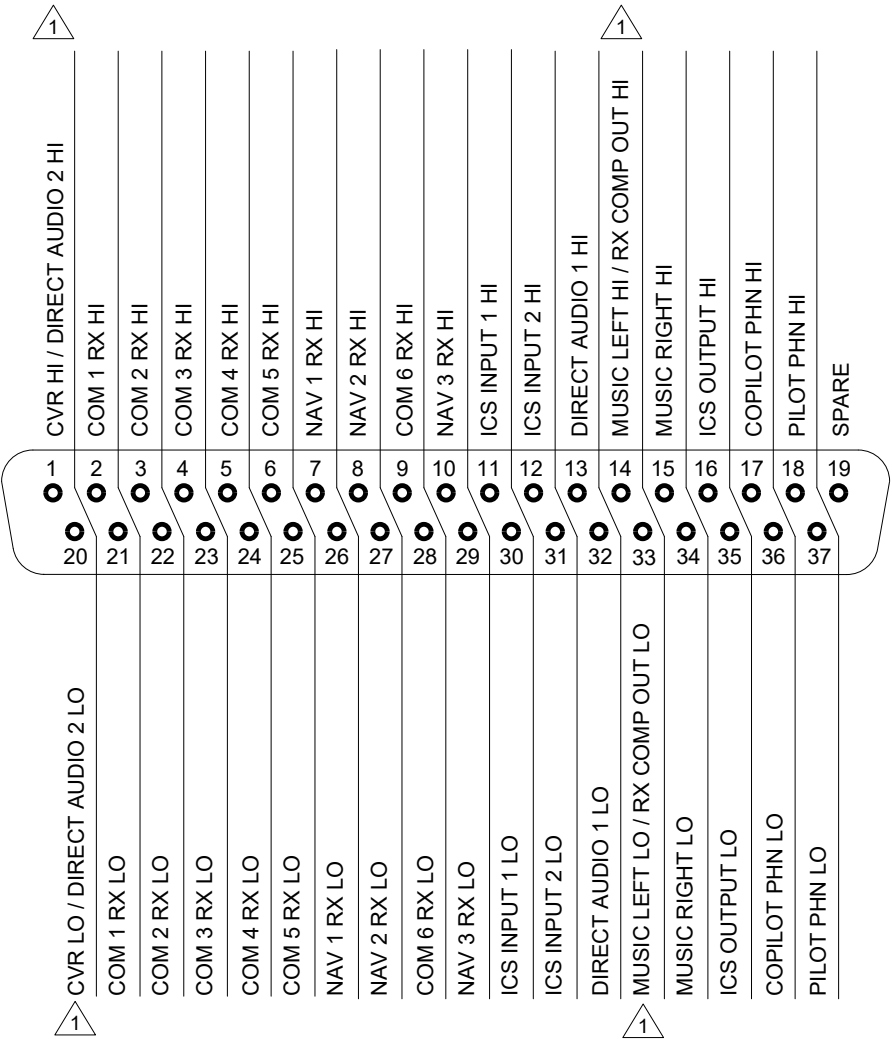 1
1
CVR HI / DIRECT AUDIO 2 HI
COM 1 RX HI
COM 2 RX HI
COM 3 RX HI
COM 4 RX HI
COM 5 RX HI
NAV 1 RX HI
NAV 2 RX HI
COM 6 RX HI
NAV 3 RX HI
ICS INPUT 1 HI
ICS INPUT 2 HI
DIRECT AUDIO 1 HI
MUSIC LEFT HI / RX COMP OUT HI
MUSIC RIGHT HI
ICS OUTPUT HI
COPILOT PHN HI
PILOT PHN HI
SPARE
1 2 3 4 5 6 7 8 9 10 11 12 13 14 15 16 17 18 19
20 21 22 23 24 25 26 27 28 29 30 31 32 33 34 35 36 37
CVR LO / DIRECT AUDIO 2 LO
COM 1 RX LO
COM 2 RX LO
COM 3 RX LO
COM 4 RX LO
COM 5 RX LO
NAV 1 RX LO
NAV 2 RX LO
COM 6 RX LO
NAV 3 RX LO
ICS INPUT 1 LO
ICS INPUT 2 LO
DIRECT AUDIO 1 LO
MUSIC LEFT LO / RX COMP OUT LO
MUSIC RIGHT LO
ICS OUTPUT LO
COPILOT PHN LO
PILOT PHN LO
1
1